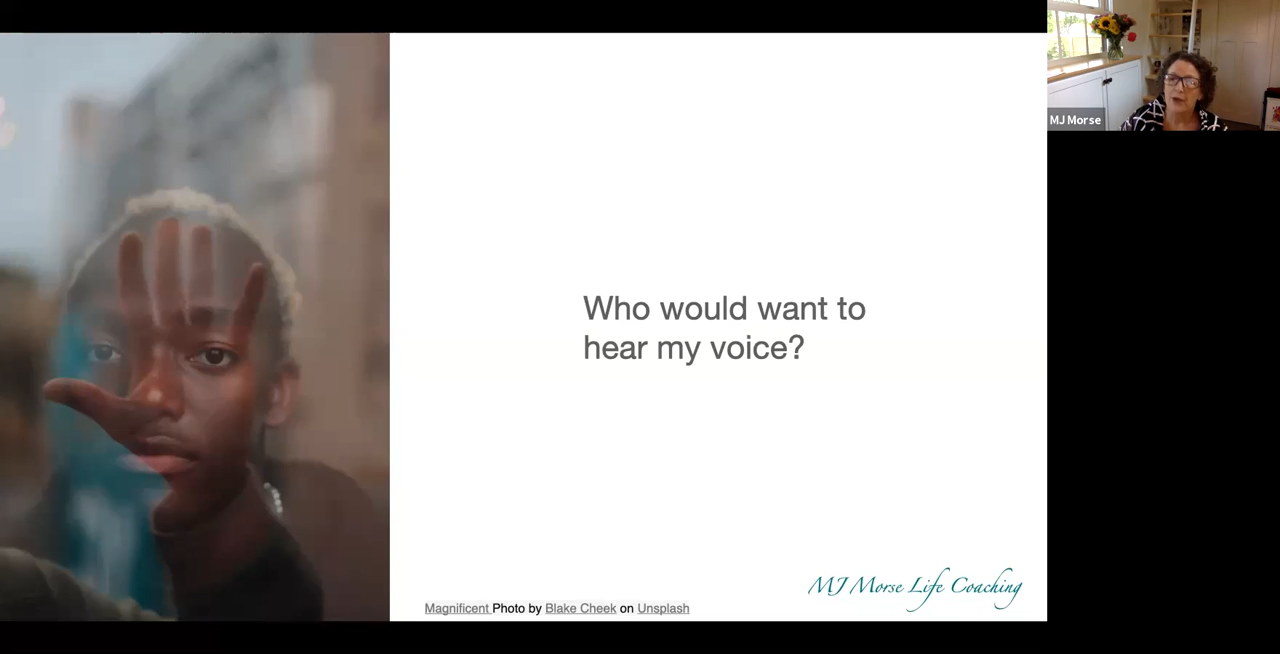 MJ Morse
Who would want to
hear my voice?
MJ Morse Life Coaching
Magnificent Photo by Blake Cheek on Unsplash